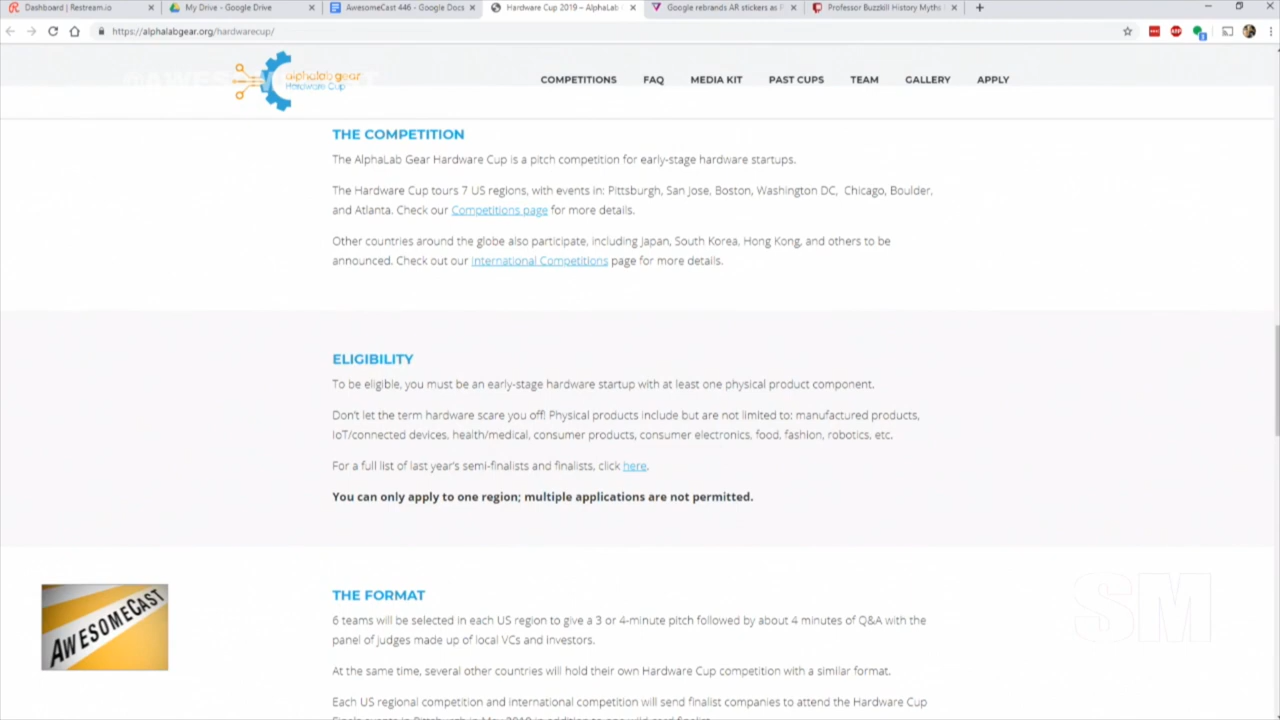 Dashboard | Restream.io
My Drive - Google Drive
AwesomeCast 446 - Google Docs
Hardware Cup 2019 – AlphaLab
Google rebrands AR stickers as
Professor Buzzkill History Myths
https://alphalabgear.org/hardwarecup/
alphalab gear
Hardware Cup
COMPETITIONS FAQ MEDIA KIT PAST CUPS TEAM GALLERY APPLY
THE COMPETITION
The AlphaLab Gear Hardware Cup is a pitch competition for early-stage hardware startups.
The Hardware Cup tours 7 US regions, with events in: Pittsburgh, San Jose, Boston, Washington DC, Chicago, Boulder,
and Atlanta. Check our Competitions page for more details.
Other countries around the globe also participate, including Japan, South Korea, Hong Kong, and others to be
announced. Check out our International Competitions page for more details.
ELIGIBILITY
To be eligible, you must be an early-stage hardware startup with at least one physical product component.
Don't let the term hardware scare you off! Physical products include but are not limited to: manufactured products,
IoT/connected devices, health/medical, consumer products, consumer electronics, food, fashion, robotics, etc.
For a full list of last year's semi-finalists and finalists, click here.
You can only apply to one region; multiple applications are not permitted.
AWESOMECAST
SM
THE FORMAT
6 teams will be selected in each US region to give a 3 or 4-minute pitch followed by about 4 minutes of Q&A with the
panel of judges made up of local VCs and investors.
At the same time, several other countries will hold their own Hardware Cup competition with a similar format.
Each US regional competition and international competition will send finalist companies to attend the Hardware Cup